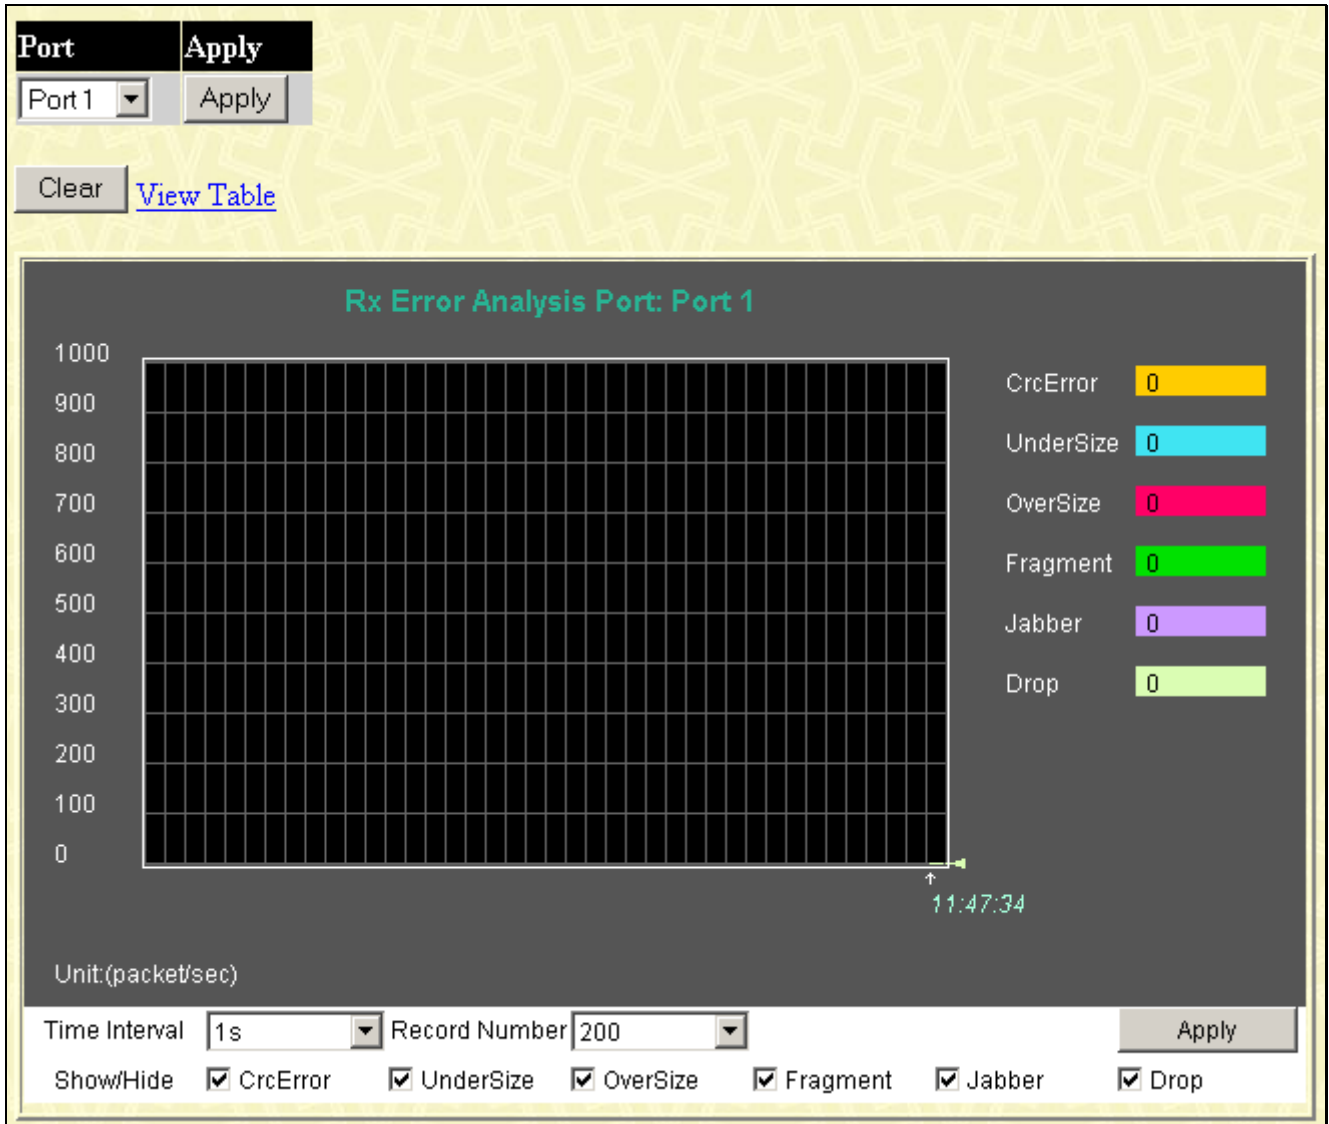 Port Apply
Port 1 Apply
Clear View Table
Rx Error Analysis Port: Port 1
1000
900
800
700
600
500
400
300
200
100
0
CrcError 0
UnderSize 0
OverSize 0
Fragment 0
Jabber 0
Drop 0
11:47:34
Unit:(packet/sec)
Time Interval 1s Record Number 200 Apply
Show/Hide CrcError UnderSize OverSize Fragment Jabber Drop